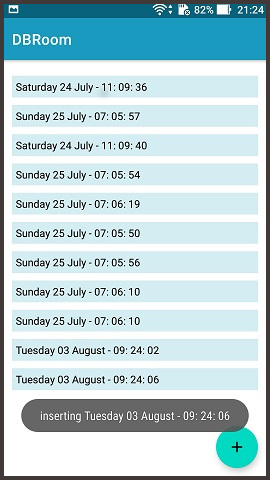 82% 21:24
DBRoom
Saturday 24 July - 11: 09: 36
Sunday 25 July - 07: 05: 57
Saturday 24 July - 11: 09: 40
Sunday 25 July - 07: 05: 54
Sunday 25 July - 07: 06: 19
Sunday 25 July - 07: 05: 50
Sunday 25 July - 07: 05: 56
Sunday 25 July - 07: 06: 10
Sunday 25 July - 07: 06: 10
Tuesday 03 August - 09: 24: 02
Tuesday 03 August - 09: 24: 06
inserting Tuesday 03 August - 09: 24: 06
+